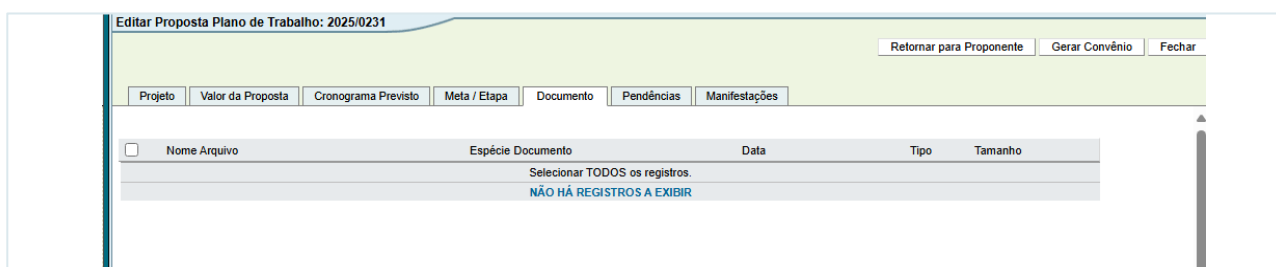 Editar Proposta Plano de Trabalho: 2025/0231
Retornar para Proponente Gerar Convênio Fechar
Projeto Valor da Proposta Cronograma Previsto Meta / Etapa Documento Pendências Manifestações
Nome Arquivo Espécie Documento Data Tipo Tamanho
Selecionar TODOS os registros.
NÃO HÁ REGISTROS A EXIBIR